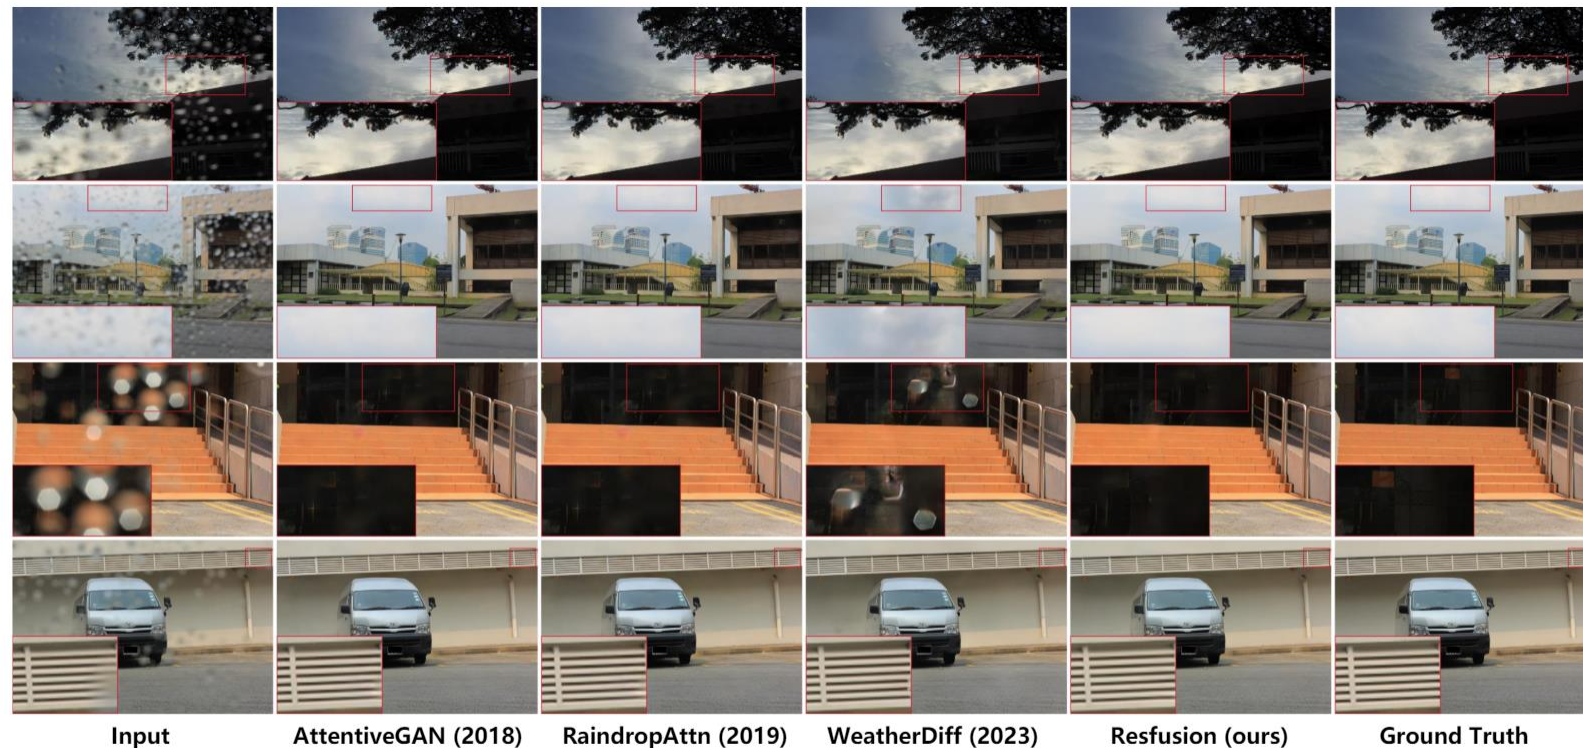 Input
AttentiveGAN (2018)
RaindropAttn (2019)
WeatherDiff (2023)
Resfusion (ours)
Ground Truth